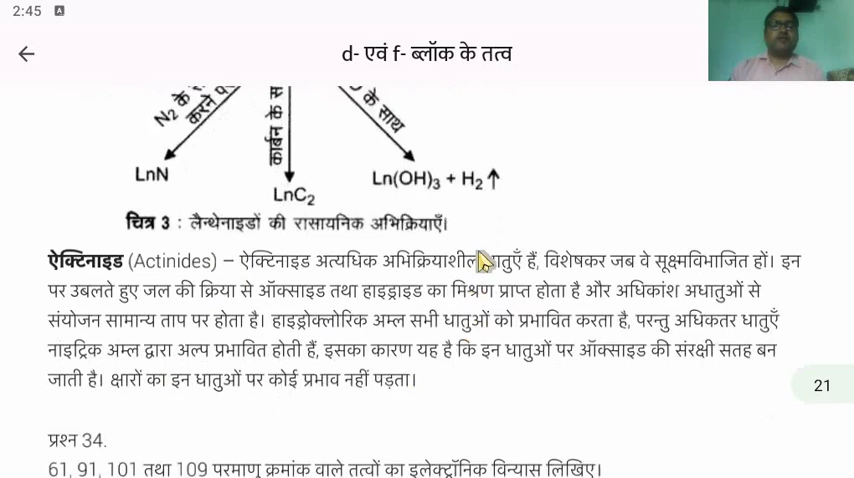 2:45 A
d- एवं f- ब्लॉक के तत्व
N2 के
करने प
कार्बन के स
के साथ
LnN
LnC2
Ln(OH)3 + H2↑
चित्र 3 : लैन्थेनाइडों की रासायनिक अभिक्रियाएँ।
ऐक्टिनाइड (Actinides) – ऐक्टिनाइड अत्यधिक अभिक्रियाशील हैं, विशेषकर जब वे सूक्ष्मविभाजित हों। इन
पर उबलते हुए जल की क्रिया से ऑक्साइड तथा हाइड्राइड का मिश्रण प्राप्त होता है और अधिकांश अधातुओं से
संयोजन सामान्य ताप पर होता है। हाइड्रोक्लोरिक अम्ल सभी धातुओं को प्रभावित करता है, परन्तु अधिकतर धातुएँ
नाइट्रिक अम्ल द्वारा अल्प प्रभावित होती हैं, इसका कारण यह है कि इन धातुओं पर ऑक्साइड की संरक्षी सतह बन
जाती है। क्षारों का इन धातुओं पर कोई प्रभाव नहीं पड़ता।
21
प्रश्न 34.
61, 91, 101 तथा 109 परमाणु क्रमांक वाले तत्वों का इलेक्ट्रॉनिक विन्यास लिखिए।